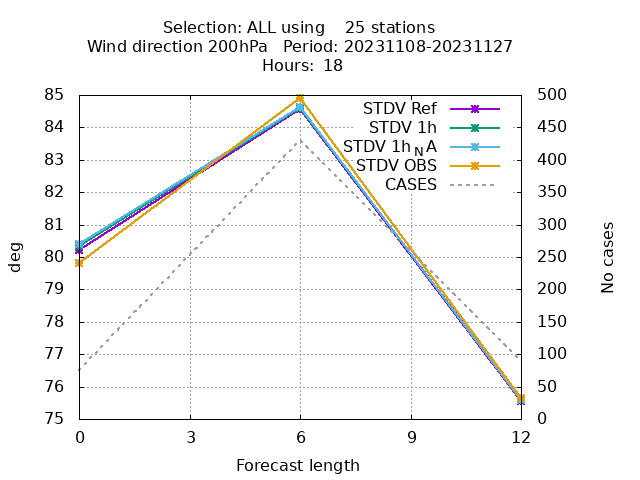 Selection: ALL using    25 stations
Wind direction 200hPa   Period: 20231108-20231127
Hours: 18
STDV Ref
STDV 1h
STDV 1h_N A
STDV OBS
CASES
85
84
83
82
81
80
79
78
77
76
75
500
450
400
350
300
250
200
150
100
50
0
deg
No cases
0 3 6 9 12
Forecast length